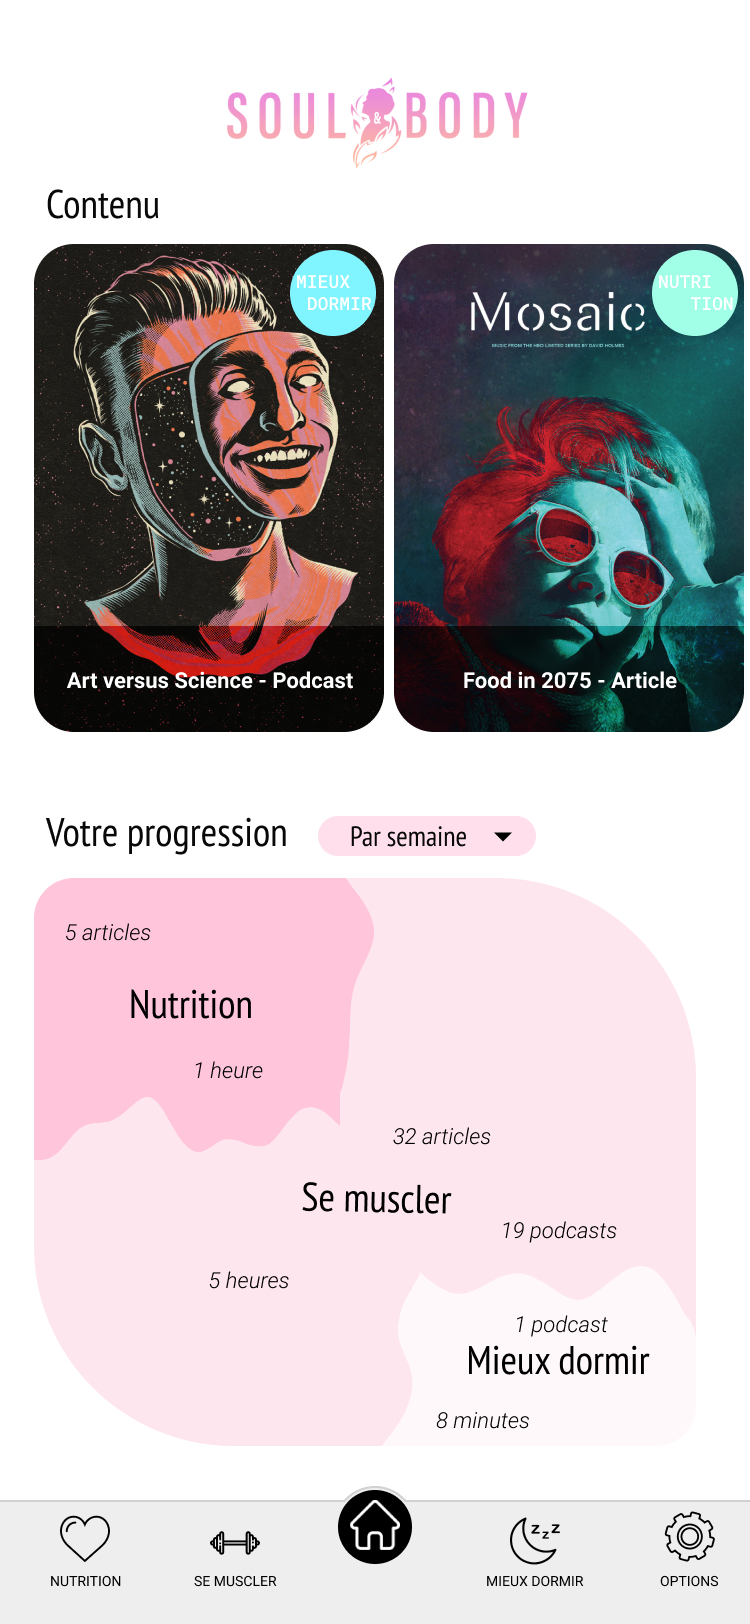 SOUL & BODY
Contenu
MIEUX
DORMIR
NUTRI
TION
Mosaic
MUSIC FROM THE HBO LIMITED SERIES BY DAVID HOLMES
Art versus Science - Podcast
Food in 2075 - Article
Votre progression
Par semaine
5 articles
Nutrition
1 heure
32 articles
Se muscler
19 podcasts
5 heures
1 podcast
Mieux dormir
8 minutes
zzz
NUTRITION
SE MUSCLER
MIEUX DORMIR
OPTIONS